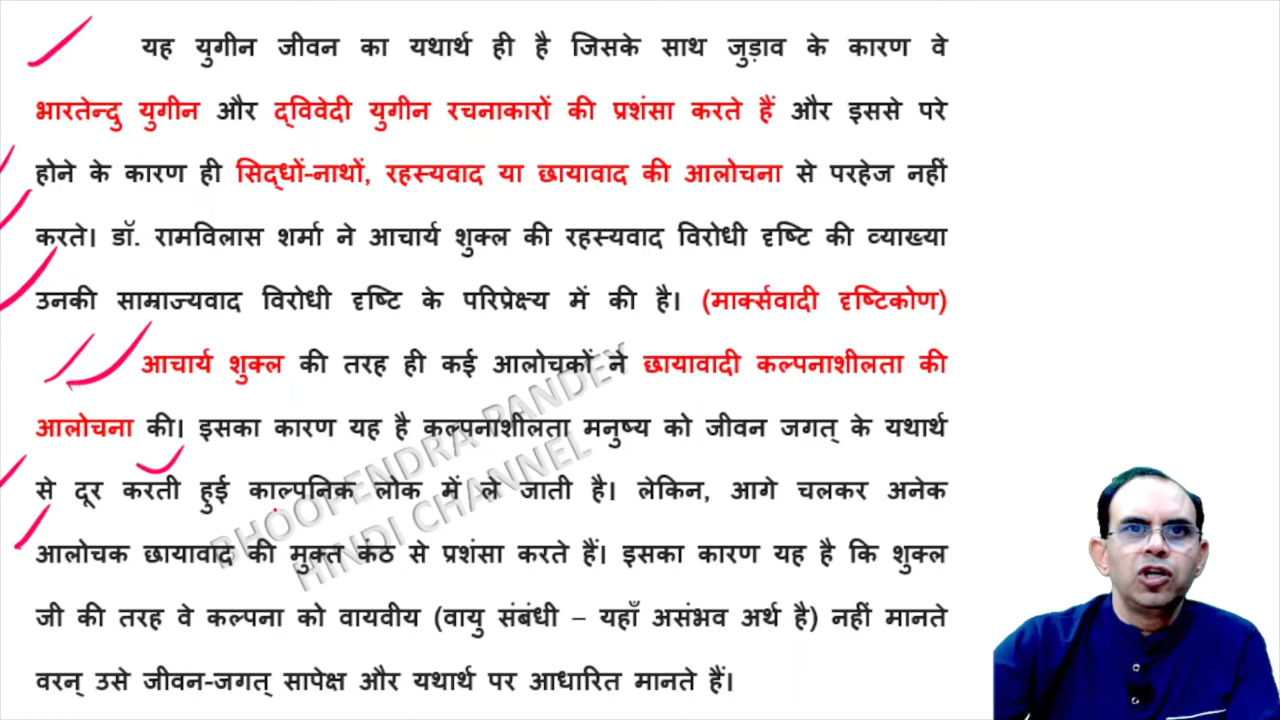 यह युगीन जीवन का यथार्थ ही है जिसके साथ जुड़ाव के कारण वे
भारतेन्दु युगीन और द्विवेदी युगीन रचनाकारों की प्रशंसा करते हैं और इससे परे
होने के कारण ही सिद्धों-नाथों, रहस्यवाद या छायावाद की आलोचना से परहेज नहीं
करते। डॉ. रामविलास शर्मा ने आचार्य शुक्ल की रहस्यवाद विरोधी दृष्टि की व्याख्या
उनकी साम्राज्यवाद विरोधी दृष्टि के परिप्रेक्ष्य में की है। (मार्क्सवादी दृष्टिकोण)
आचार्य शुक्ल की तरह ही कई आलोचकों ने छायावादी कल्पनाशीलता की
आलोचना की। इसका कारण यह है कल्पनाशीलता मनुष्य को जीवन जगत् के यथार्थ
से दूर करती हुई काल्पनिक लोक में ले जाती है। लेकिन, आगे चलकर अनेक
आलोचक छायावाद की मुक्त कंठ से प्रशंसा करते हैं। इसका कारण यह है कि शुक्ल
जी की तरह वे कल्पना को वायवीय (वायु संबंधी – यहाँ असंभव अर्थ है) नहीं मानते
वरन् उसे जीवन-जगत् सापेक्ष और यथार्थ पर आधारित मानते हैं।
BHOOPENDRA PANDEY
HINDI CHANNEL